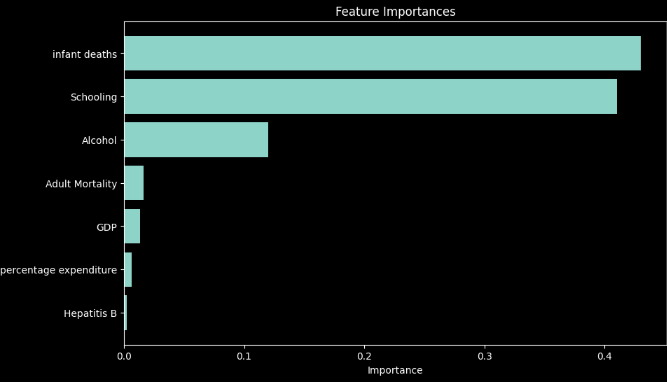 Feature Importances
infant deaths
Schooling
Alcohol
Adult Mortality
GDP
percentage expenditure
Hepatitis B
0.0 0.1 0.2 0.3 0.4
Importance